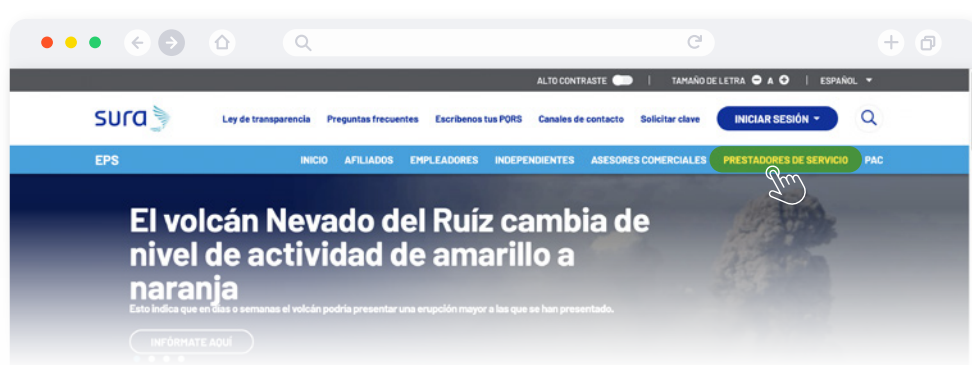 ALTO CONTRASTE | TAMAÑO DE LETRA A | ESPAÑOL
sura Ley de transparencia Preguntas frecuentes Escríbenos tus PQRS Canales de contacto Solicitar clave INICIAR SESIÓN
EPS INICIO AFILIADOS EMPLEADORES INDEPENDIENTES ASESORES COMERCIALES PRESTADORES DE SERVICIO PAC
El volcán Nevado del Ruíz cambia de
nivel de actividad de amarillo a
naranja
Esto indica que en días o semanas el volcán podría presentar una erupción mayor a las que se han presentado.
INFÓRMATE AQUÍ